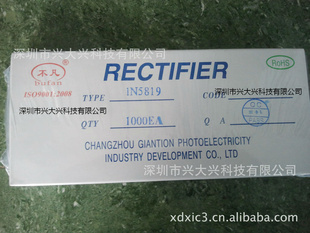 深圳市兴大兴科技有限公司
不凡
bufan
RoHS
RECTIFIER
ISO9001:2008
TYPE 1N5819 CODE
深圳市兴大兴科技有限公司
深圳市兴大兴科技有限公司
QTY 1000EA Q A
CHANGZHOU GIANTION PHOTOELECTRICITY
INDUSTRY DEVELOPMENT CO., LTD
深圳市兴大兴科技有限公司
xdxic3.cn.alibaba.com